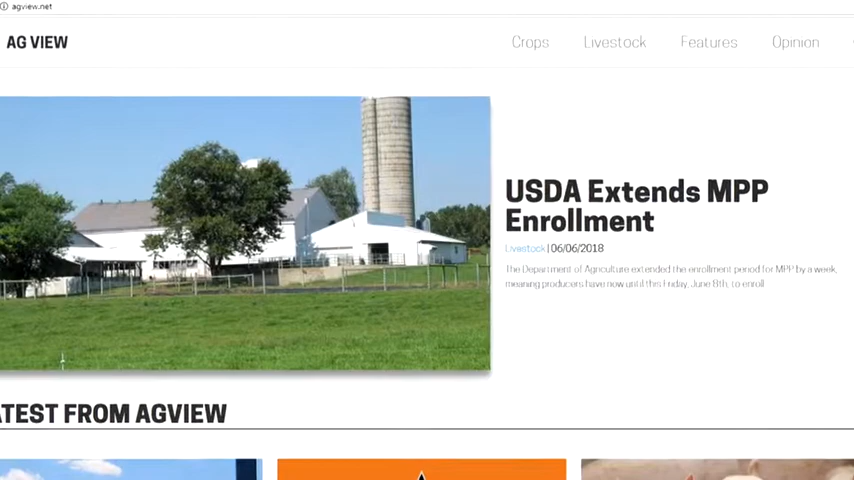 agview.net
AG VIEW
Crops Livestock Features Opinion
USDA Extends MPP
Enrollment
Livestock | 06/06/2018
The Department of Agriculture extended the enrollment period for MPP by a week,
meaning producers have now until this Friday, June 8th, to enroll.
ATEST FROM AGVIEW